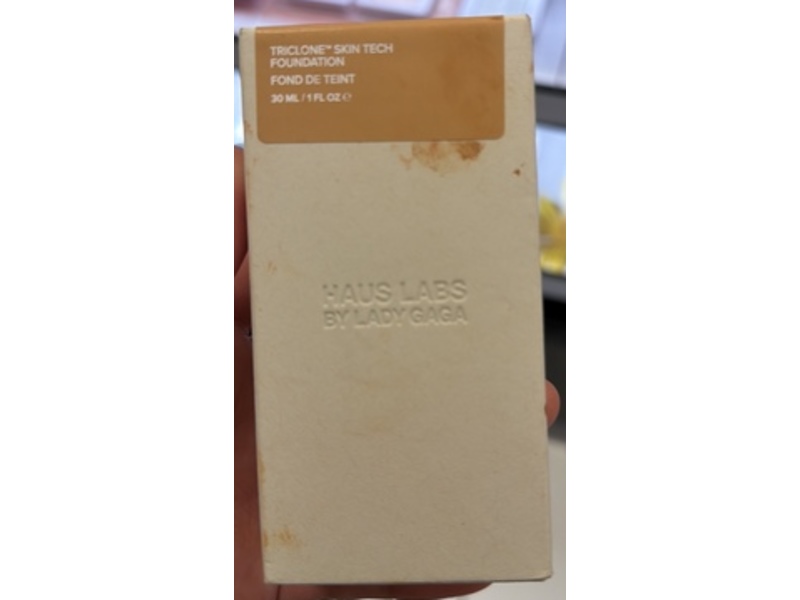 TRICLONE™ SKIN TECH
FOUNDATION
FOND DE TEINT
30 ML / 1 FL OZ ℮
HAUS LABS
BY LADY GAGA